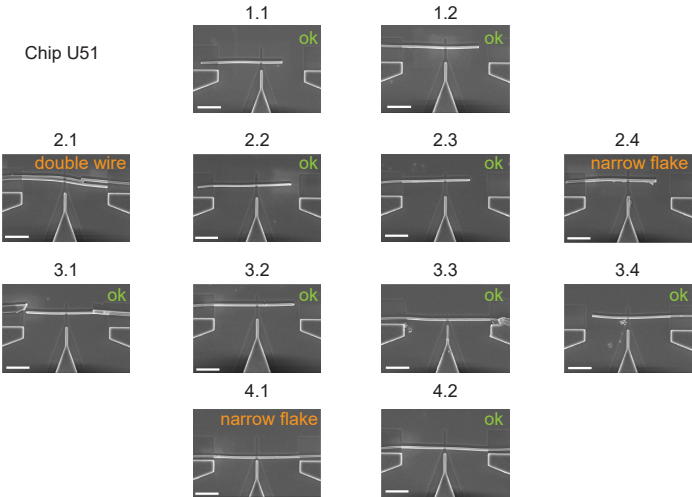 1.1
1.2
ok
ok
Chip U51
2.1
2.2
2.3
2.4
double wire
ok
ok
narrow flake
3.1
3.2
3.3
3.4
ok
ok
ok
ok
4.1
4.2
narrow flake
ok